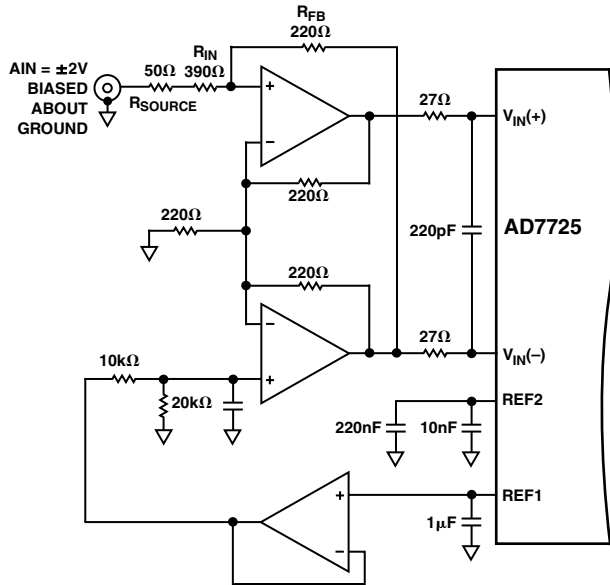 AIN = ±2V
BIASED
ABOUT
GROUND
50Ω
RSOURCE
RIN
390Ω
RFB
220Ω
+
−
220Ω
220Ω
220Ω
−
+
27Ω
VIN(+)
220pF
AD7725
27Ω
VIN(−)
10kΩ
20kΩ
REF2
220nF
10nF
REF1
+
−
1μF